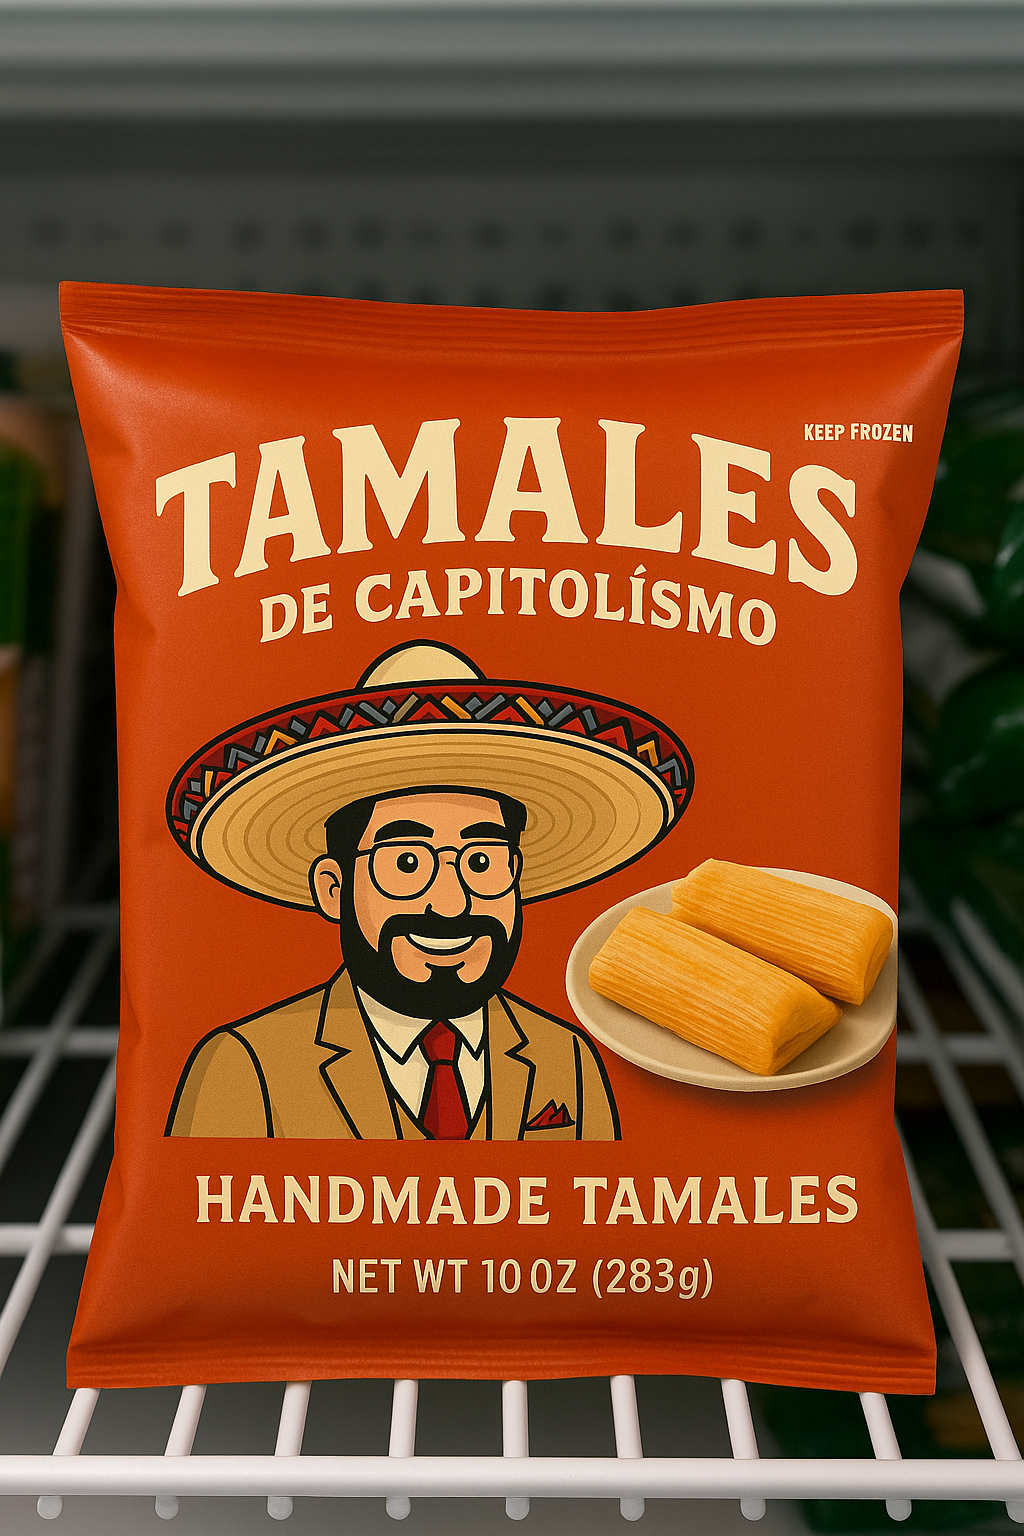 KEEP FROZEN
TAMALES
DE CAPITOLÍSMO
HANDMADE TAMALES
NET WT 10 OZ (283g)